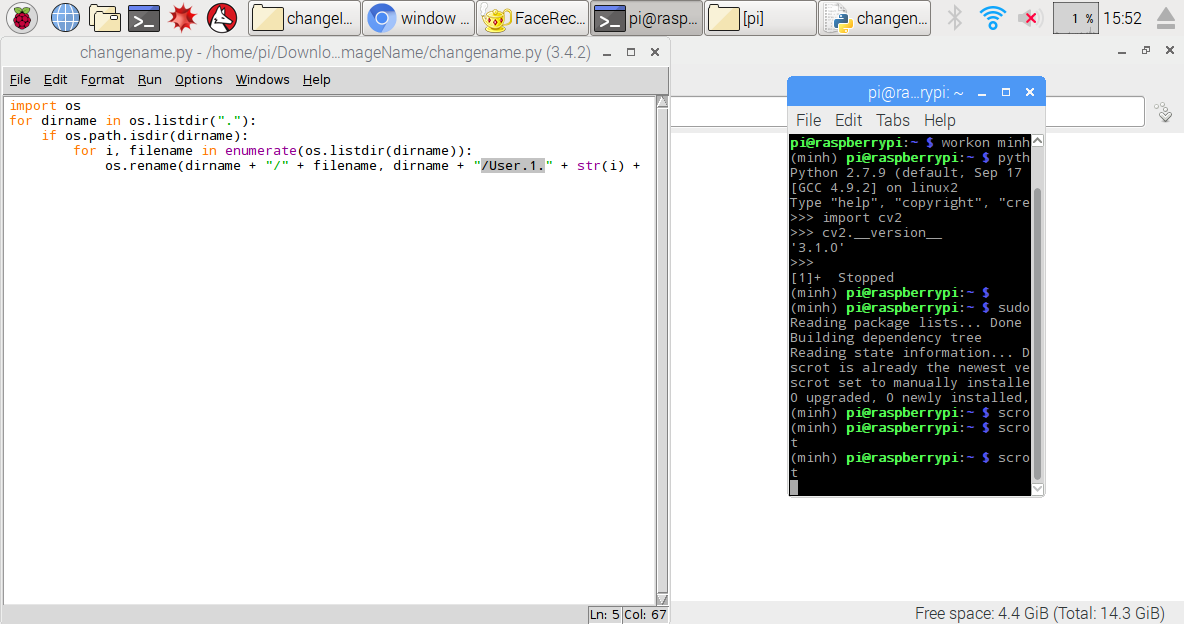 changel...
window ...
FaceRec...
pi@rasp...
[pi]
changen...
1 %
15:52
changename.py - /home/pi/Downlo...mageName/changename.py (3.4.2)
File Edit Format Run Options Windows Help
import os
for dirname in os.listdir("."):
if os.path.isdir(dirname):
for i, filename in enumerate(os.listdir(dirname)):
os.rename(dirname + "/" + filename, dirname + "/User.1." + str(i) +
Ln: 5 Col: 67
pi@ra...rypi: ~
File Edit Tabs Help
pi@raspberrypi:~ $ workon minh
(minh) pi@raspberrypi:~ $ pyth
Python 2.7.9 (default, Sep 17
[GCC 4.9.2] on linux2
Type "help", "copyright", "cre
>>> import cv2
>>> cv2.__version__
'3.1.0'
>>>
[1]+  Stopped
(minh) pi@raspberrypi:~ $
(minh) pi@raspberrypi:~ $ sudo
Reading package lists... Done
Building dependency tree
Reading state information... D
scrot is already the newest ve
scrot set to manually installe
0 upgraded, 0 newly installed,
(minh) pi@raspberrypi:~ $ scro
(minh) pi@raspberrypi:~ $ scro
t
(minh) pi@raspberrypi:~ $ scro
t
Free space: 4.4 GiB (Total: 14.3 GiB)